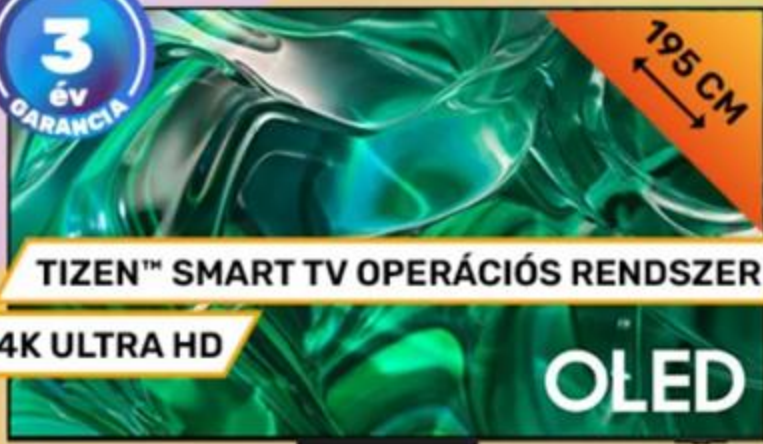 3
év
GARANCIA
195 CM
TIZEN™ SMART TV OPERÁCIÓS RENDSZER
4K ULTRA HD
OLED